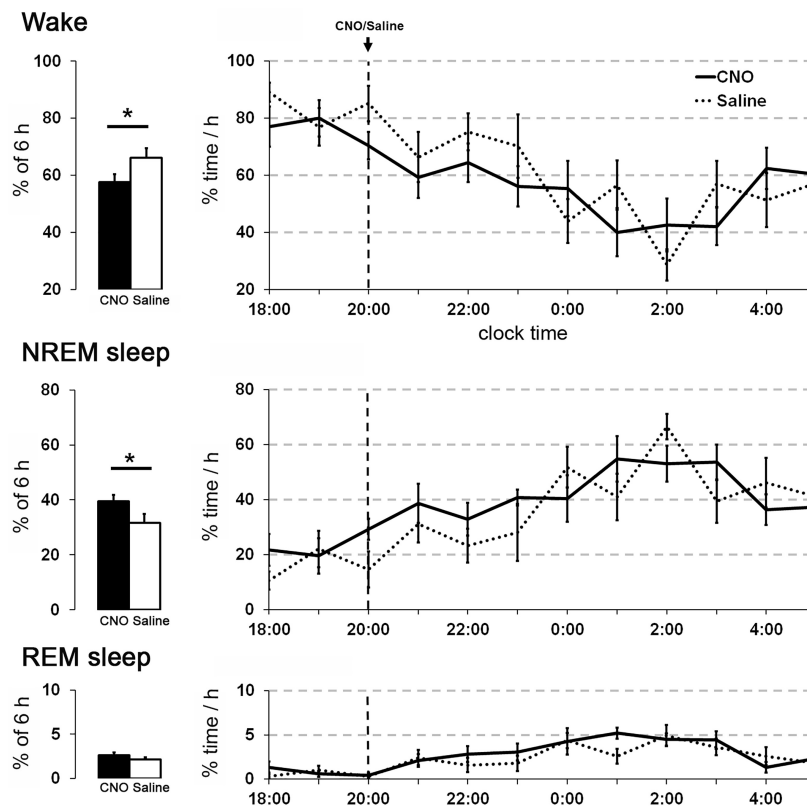 Wake
CNO/Saline
% of 6 h
100
80
60
40
20
*
CNO Saline
% time / h
100
80
60
40
20
CNO
Saline
18:00 20:00 22:00 0:00 2:00 4:00
clock time
NREM sleep
% of 6 h
80
60
40
20
0
*
CNO Saline
% time / h
80
60
40
20
0
18:00 20:00 22:00 0:00 2:00 4:00
REM sleep
% of 6 h
10
5
0
CNO Saline
% time / h
10
5
0
18:00 20:00 22:00 0:00 2:00 4:00